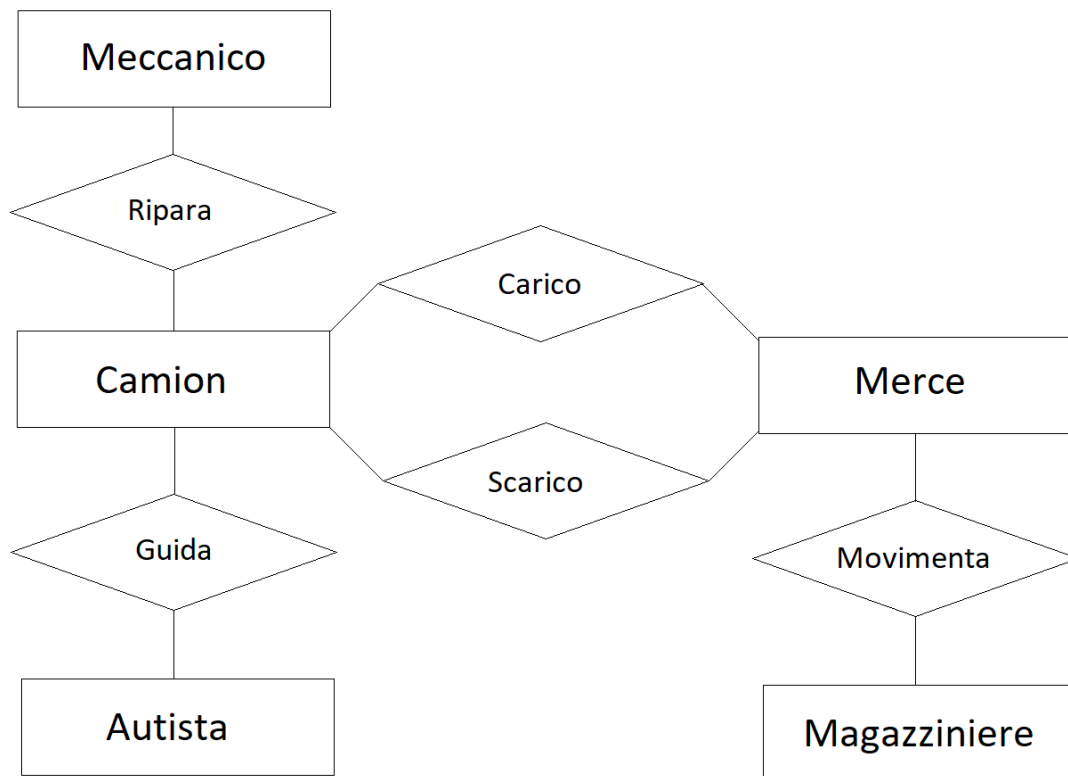 Meccanico
Ripara
Carico
Camion
Merce
Scarico
Guida
Movimenta
Autista
Magazziniere